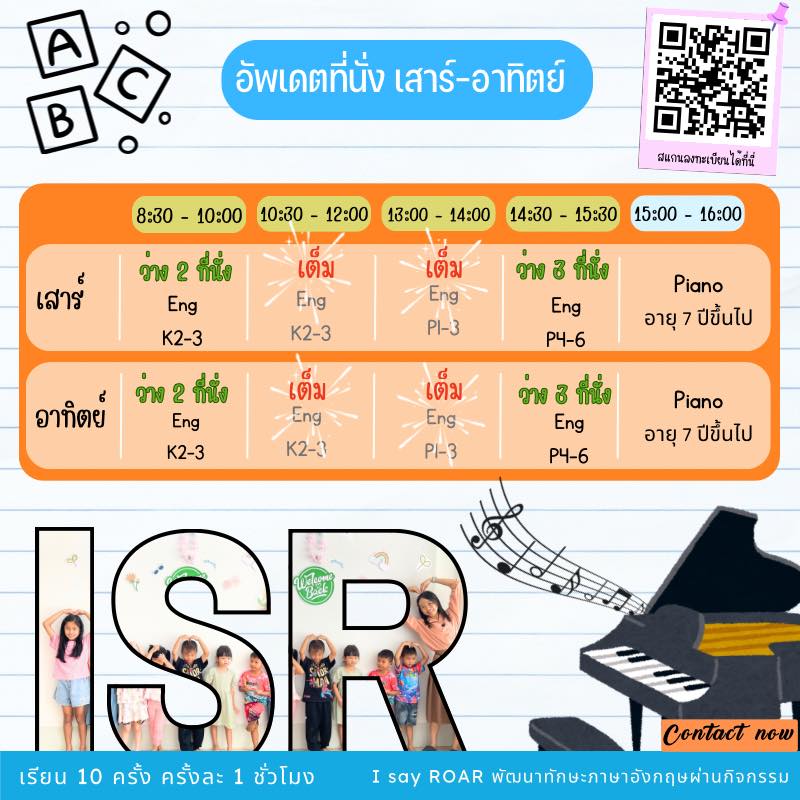 A
B
C
อัพเดตที่นั่ง เสาร์-อาทิตย์
สแกนลงทะเบียนได้ที่นี่
8:30 - 10:00 10:30 - 12:00 13:00 - 14:00 14:30 - 15:30 15:00 - 16:00
เสาร์
ว่าง 2 ที่นั่ง
Eng
K2-3
เต็ม
Eng
K2-3
เต็ม
Eng
P1-3
ว่าง 3 ที่นั่ง
Eng
P4-6
Piano
อายุ 7 ปีขึ้นไป
อาทิตย์
ว่าง 2 ที่นั่ง
Eng
K2-3
เต็ม
Eng
K2-3
เต็ม
Eng
P1-3
ว่าง 3 ที่นั่ง
Eng
P4-6
Piano
อายุ 7 ปีขึ้นไป
ISR
Welcome
Back
Contact now
เรียน 10 ครั้ง ครั้งละ 1 ชั่วโมง
I say ROAR พัฒนาทักษะภาษาอังกฤษผ่านกิจกรรม